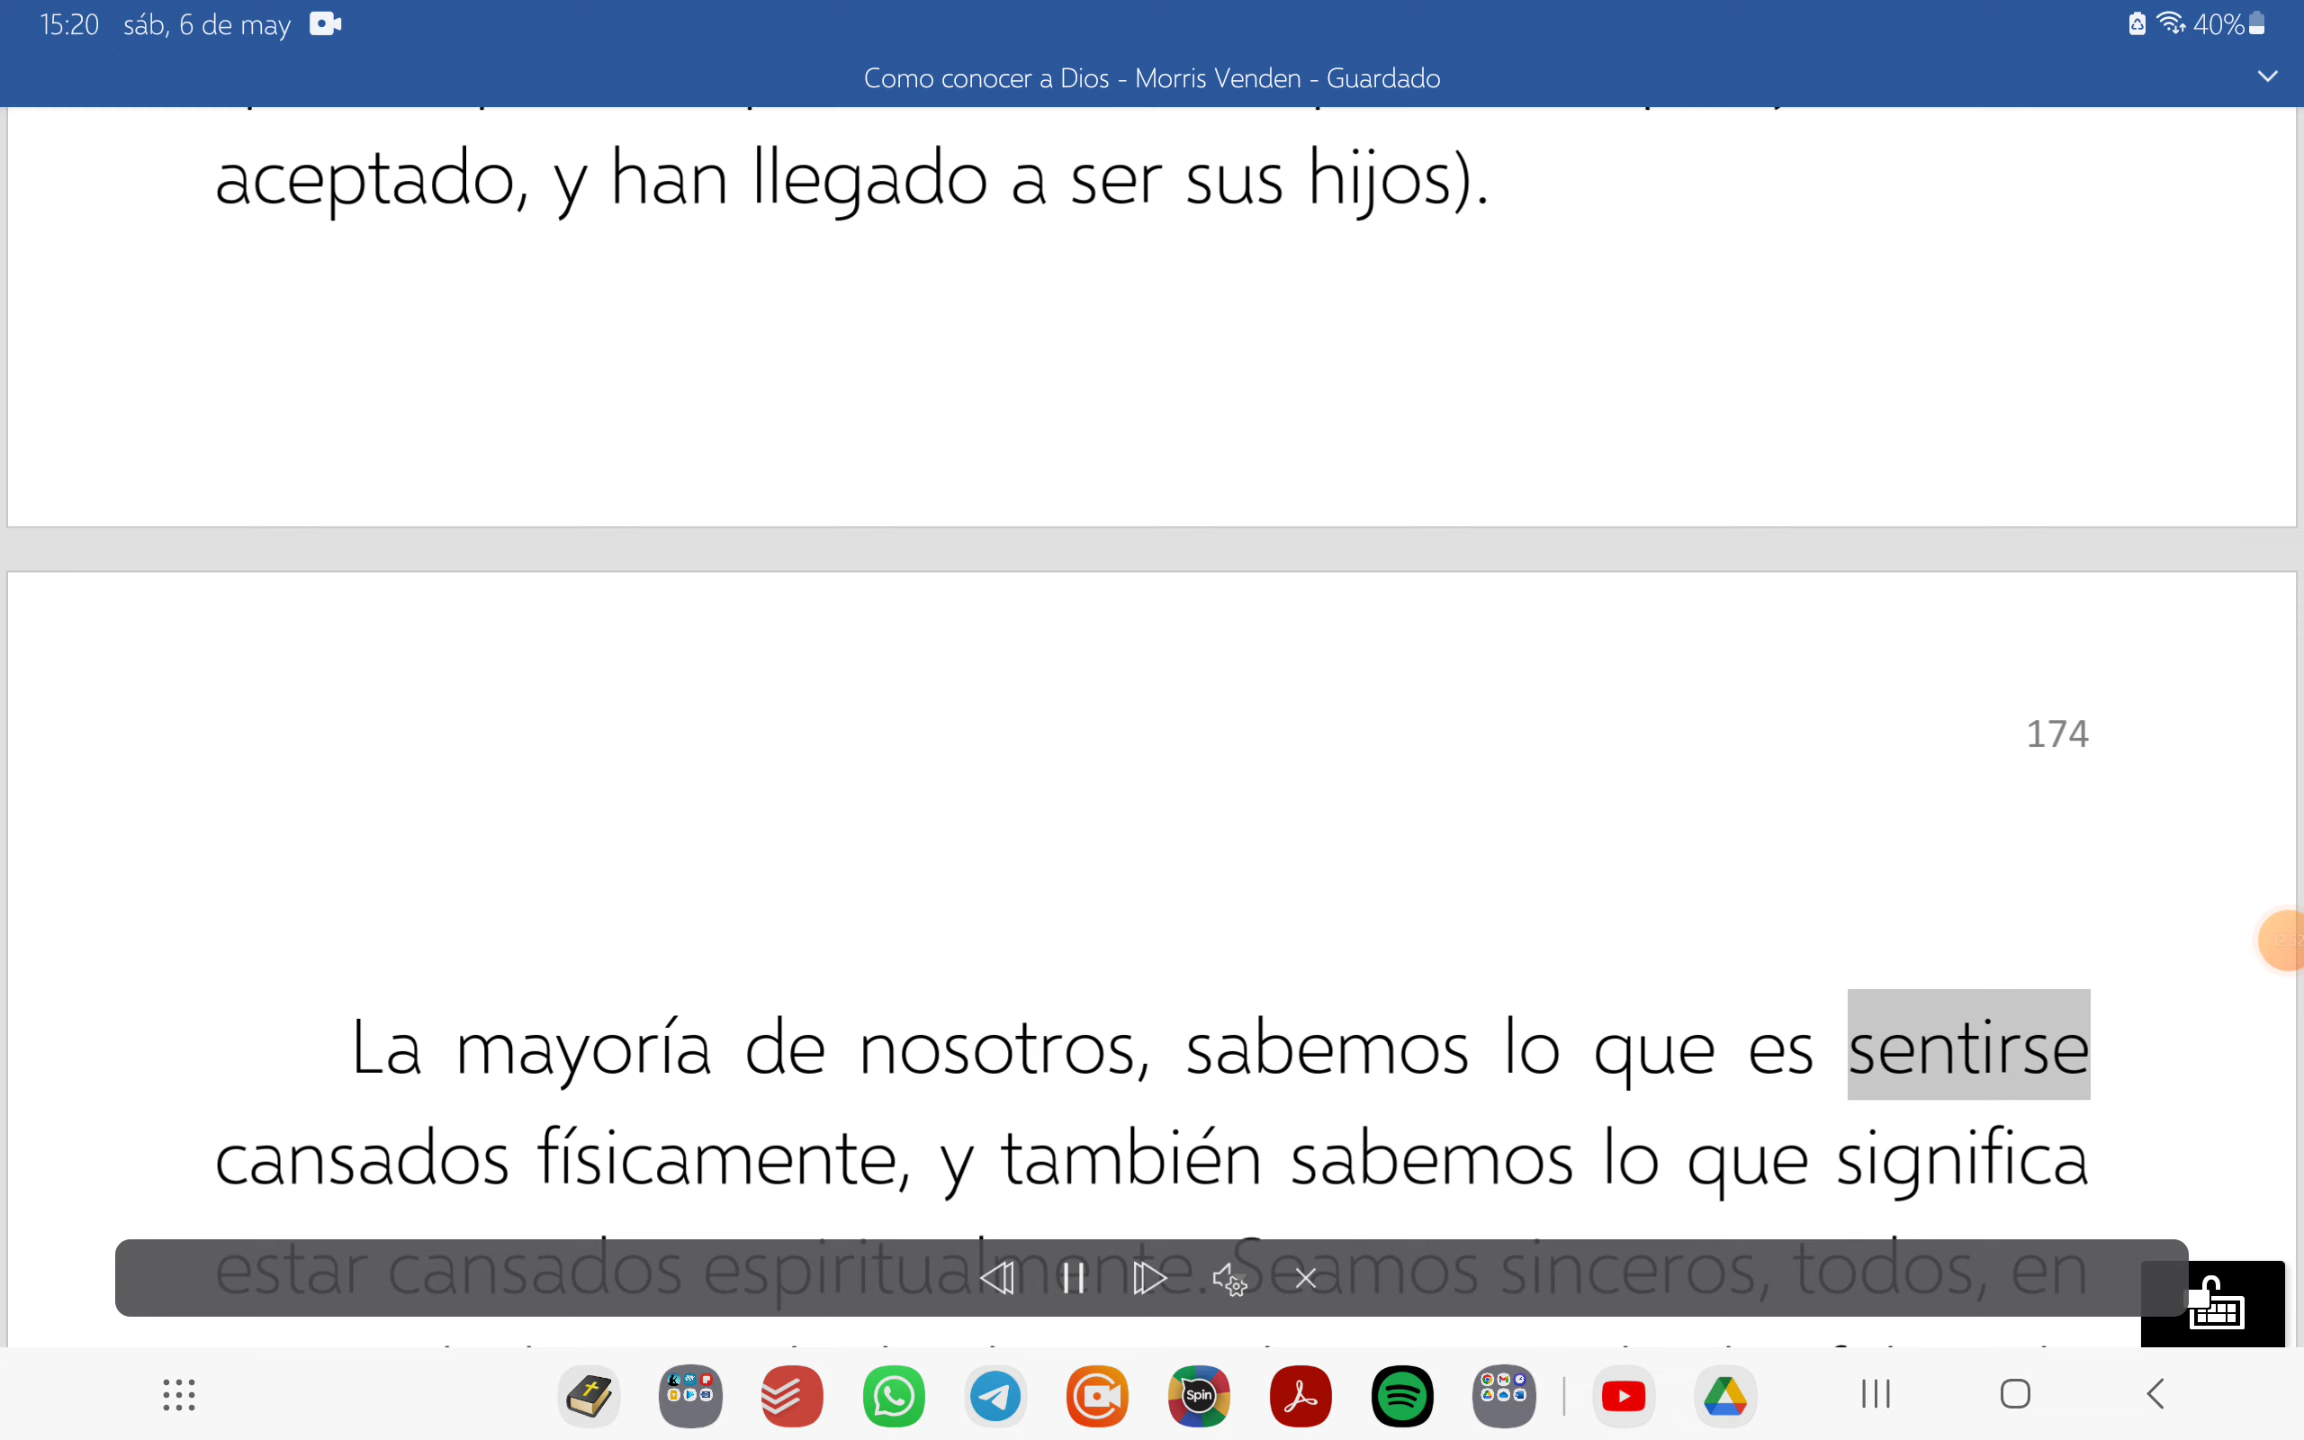 15:20 sáb, 6 de may 40%
Como conocer a Dios - Morris Venden - Guardado
aceptado, y han llegado a ser sus hijos).
174
La mayoría de nosotros, sabemos lo que es sentirse
cansados físicamente, y también sabemos lo que significa
estar cansados espiritualmente. Seamos sinceros, todos, en
Spin